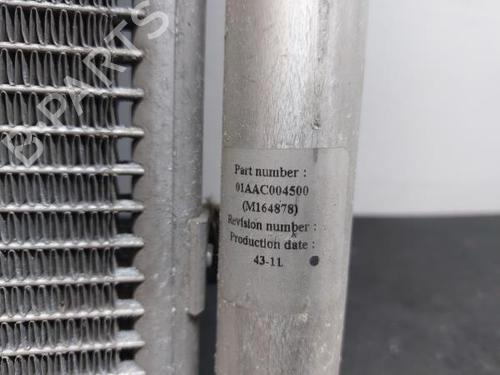 B-PARTS
Part number :
01AAC004500
(M164878)
Revision number :
Production date :
43-11